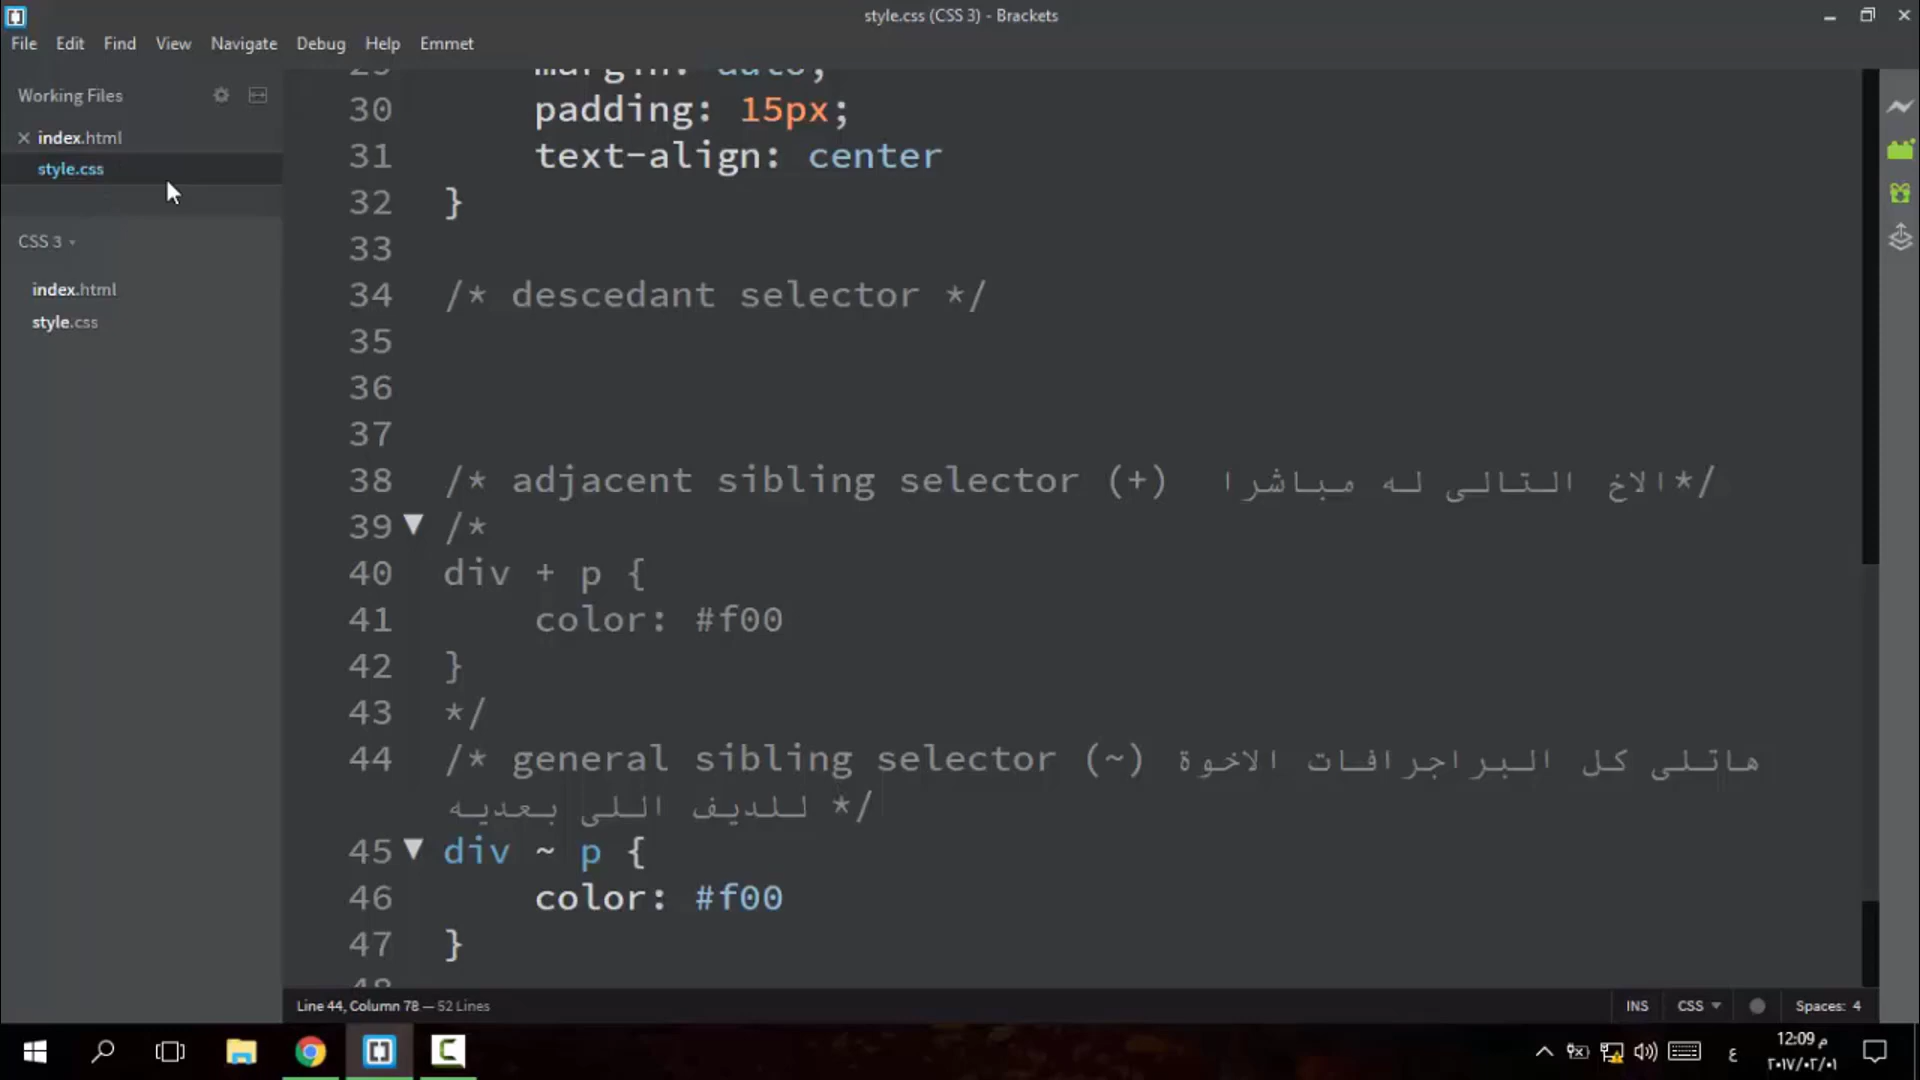 style.css (CSS 3) - Brackets
File Edit Find View Navigate Debug Help Emmet
Working Files
index.html
style.css
CSS 3
index.html
style.css
29 margin: auto;
30 padding: 15px;
31 text-align: center
32 }
33
34 /* descedant selector */
35
36
37
38 /* adjacent sibling selector (+) الاخ التالى له مباشرا*/
39 /*
40 div + p {
41 color: #f00
42 }
43 */
44 /* general sibling selector (~) هاتلى كل البراجرافات الاخوة
للديف اللى بعديه */
45 div ~ p {
46 color: #f00
47 }
48
Line 44, Column 78 — 52 Lines
INS CSS Spaces: 4
ع
12:09 م
٢٠١٧/٠٢/٠١